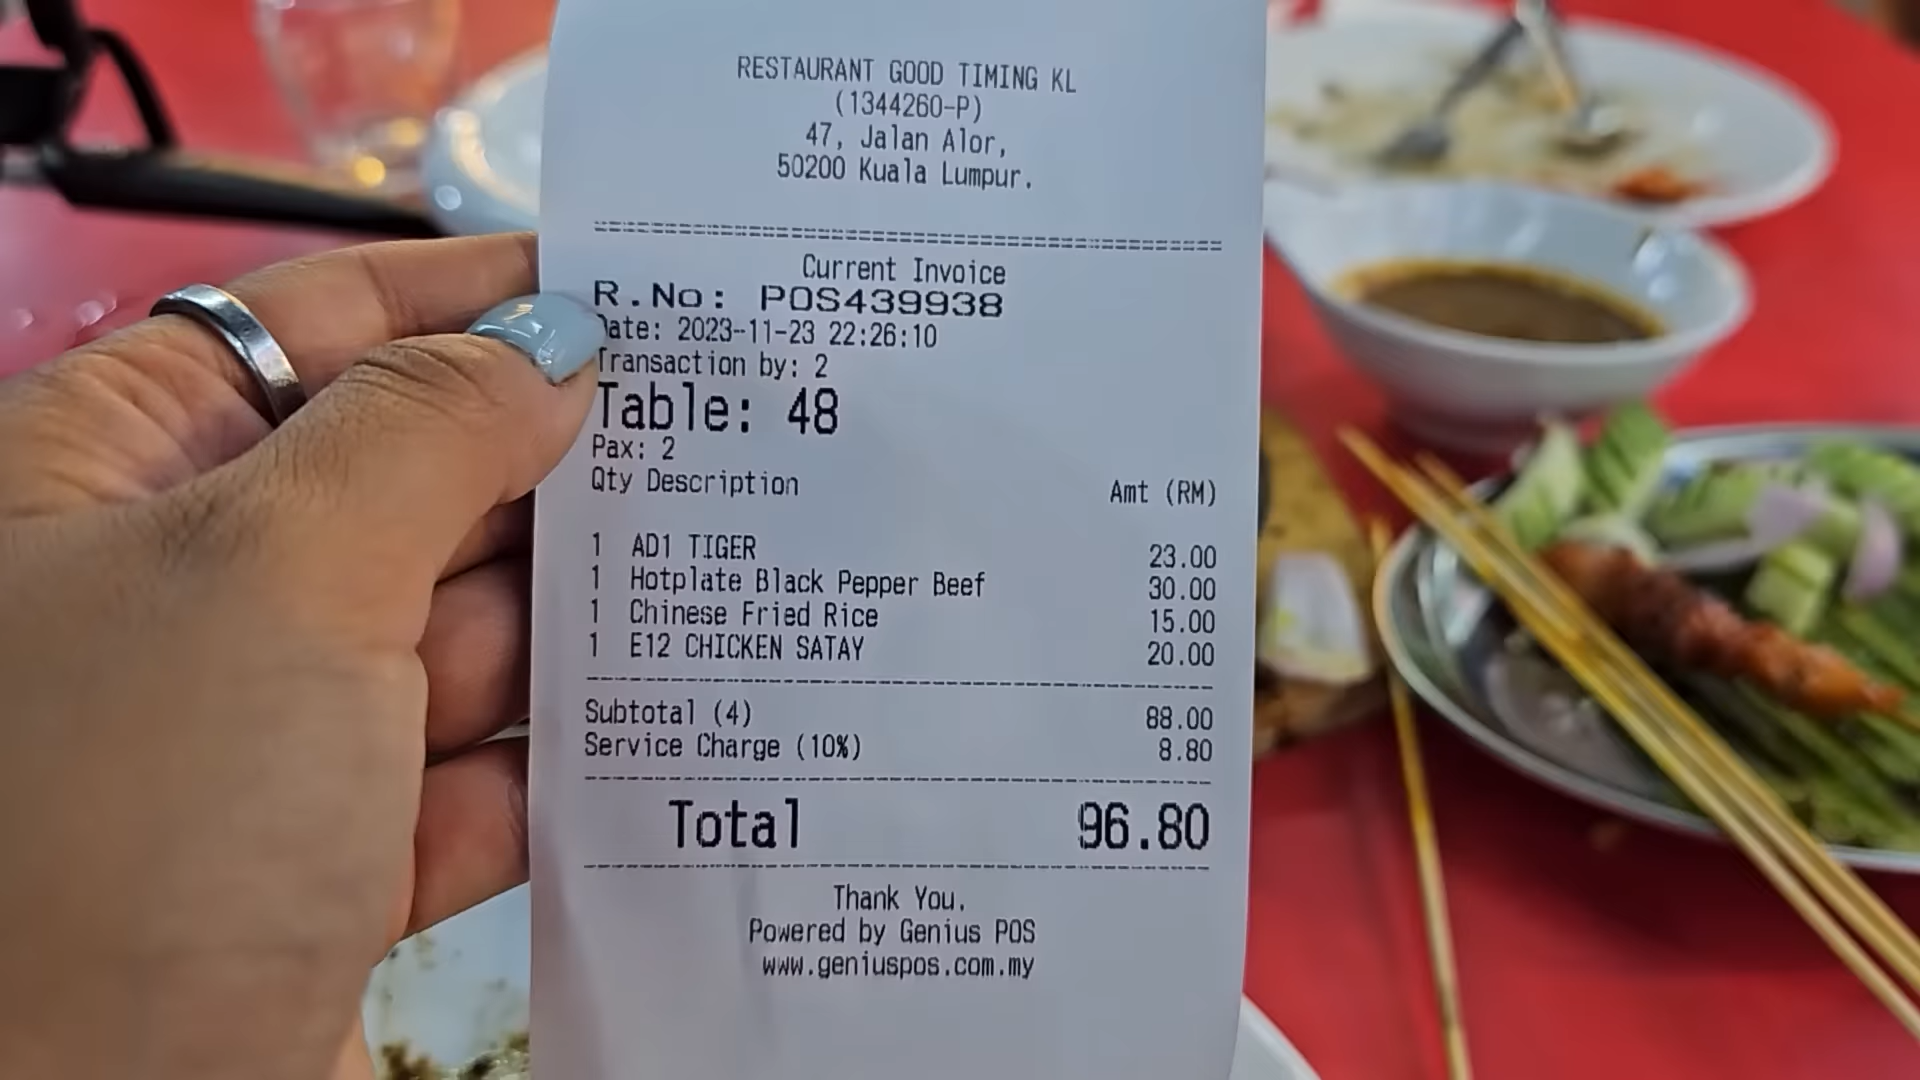 RESTAURANT GOOD TIMING KL
(1344260-P)
47, Jalan Alor,
50200 Kuala Lumpur.
Current Invoice
R.No: POS439938
Date: 2023-11-23 22:26:10
Transaction by: 2
Table: 48
Pax: 2
Qty Description Amt (RM)
1 AD1 TIGER 23.00
1 Hotplate Black Pepper Beef 30.00
1 Chinese Fried Rice 15.00
1 E12 CHICKEN SATAY 20.00
Subtotal (4) 88.00
Service Charge (10%) 8.80
Total 96.80
Thank You.
Powered by Genius POS
www.geniuspos.com.my